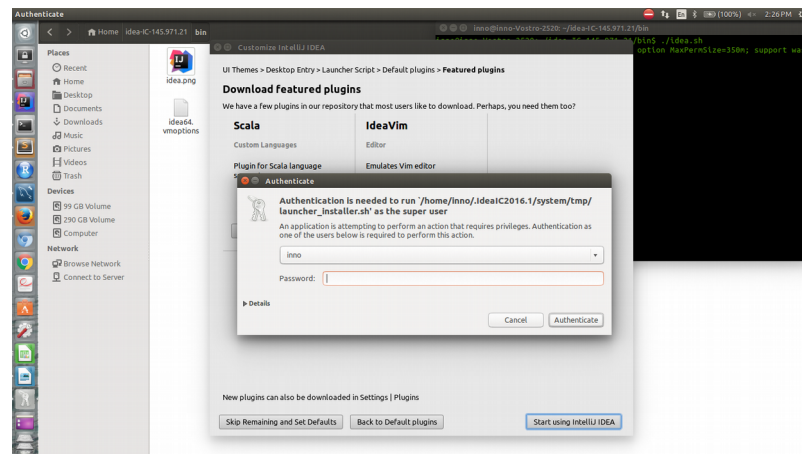 Authenticate
(100%)
2:26 PM
Home
idea-IC-145.971.21
bin
Places
Recent
Home
Desktop
Documents
Downloads
Music
Pictures
Videos
Trash
Devices
99 GB Volume
290 GB Volume
Computer
Network
Browse Network
Connect to Server
idea.png
idea64.
vmoptions
inno@inno-Vostro-2520: ~/idea-IC-145.971.21/bin
$ ./idea.sh
option MaxPermSize=350m; support wa
Customize IntelliJ IDEA
UI Themes > Desktop Entry > Launcher Script > Default plugins > Featured plugins
Download featured plugins
We have a few plugins in our repository that most users like to download. Perhaps, you need them too?
Scala
IdeaVim
Custom Languages
Editor
Plugin for Scala language
Emulates Vim editor
Authenticate
Authentication is needed to run `/home/inno/.IdeaIC2016.1/system/tmp/
launcher_installer.sh' as the super user
An application is attempting to perform an action that requires privileges. Authentication as
one of the users below is required to perform this action.
inno
Password:
Details
Cancel
Authenticate
New plugins can also be downloaded in Settings | Plugins
Skip Remaining and Set Defaults
Back to Default plugins
Start using IntelliJ IDEA